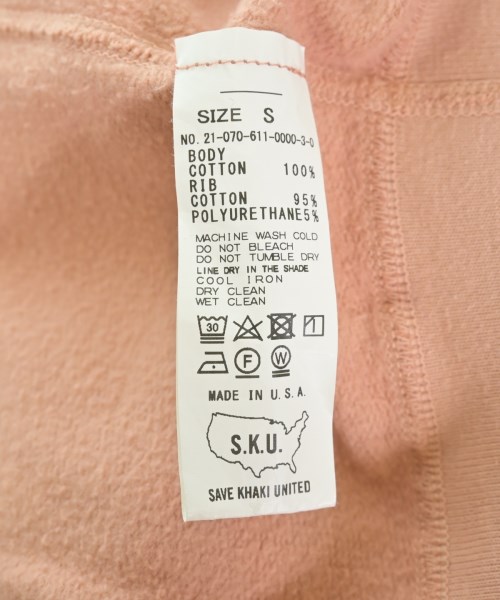 SIZE S
NO. 21-070-611-0000-3-0
BODY
COTTON 100%
RIB
COTTON 95%
POLYURETHANE5%
MACHINE WASH COLD
DO NOT BLEACH
DO NOT TUMBLE DRY
LINE DRY IN THE SHADE
COOL IRON
DRY CLEAN
WET CLEAN
30
F W
MADE IN U.S.A.
S.K.U.
SAVE KHAKI UNITED